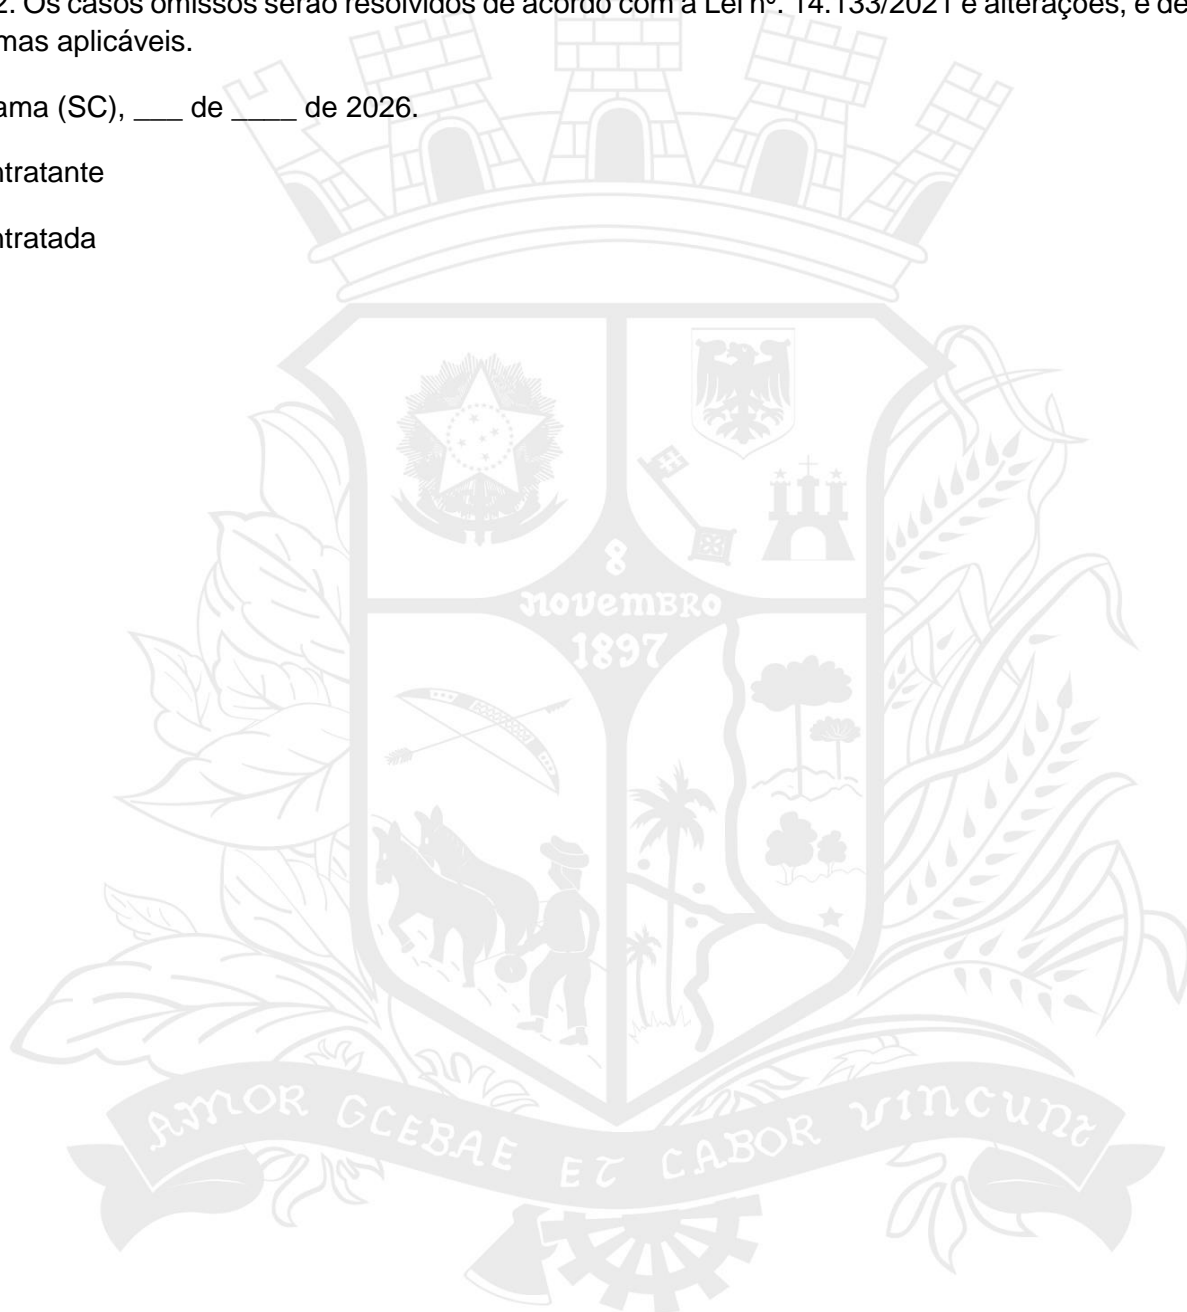 2. Os casos omissos serão resolvidos de acordo com a Lei nº. 14.133/2021 e alterações, e de
mas aplicáveis.
ama (SC), ___ de ____ de 2026.
ntratante
ntratada
8
NOVEMBRO
1897
AMOR GLEBAE ET LABOR VINCUNT